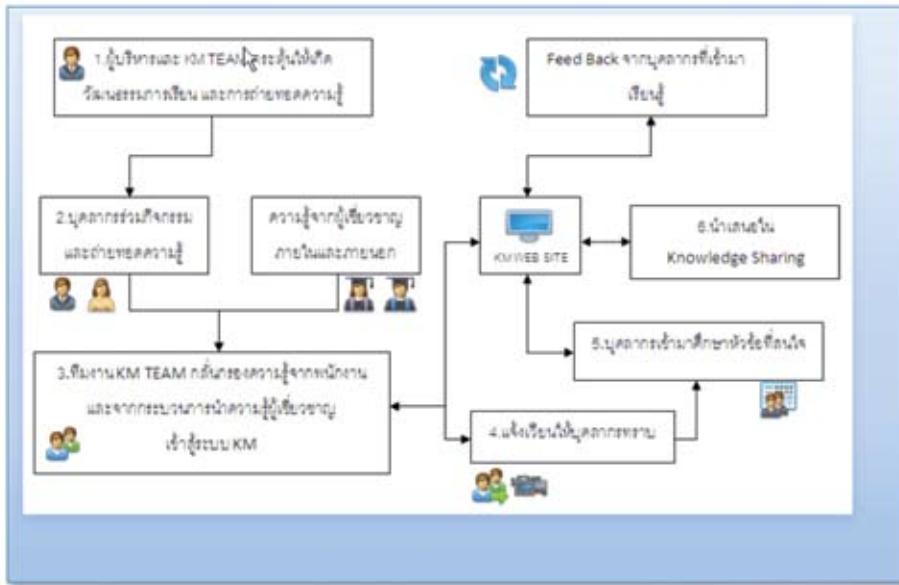 1.ผู้บริหารและ KM TEAM กระตุ้นให้เกิด
วัฒนธรรมการเรียน และการถ่ายทอดความรู้
Feed Back จากบุคลากรที่เข้ามา
เรียนรู้
2.บุคลากรร่วมกิจกรรม
และถ่ายทอดความรู้
ความรู้จากผู้เชี่ยวชาญ
ภายในและภายนอก
KM WEB SITE
6.นำเสนอใน
Knowledge Sharing
5.บุคลากรเข้ามาศึกษาหัวข้อที่สนใจ
3.ทีมงาน KM TEAM กลั่นกรองความรู้จากพนักงาน
และจากกระบวนการนำความรู้ผู้เชี่ยวชาญ
เข้าสู่ระบบ KM
4.แจ้งเวียนให้บุคลากรทราบ